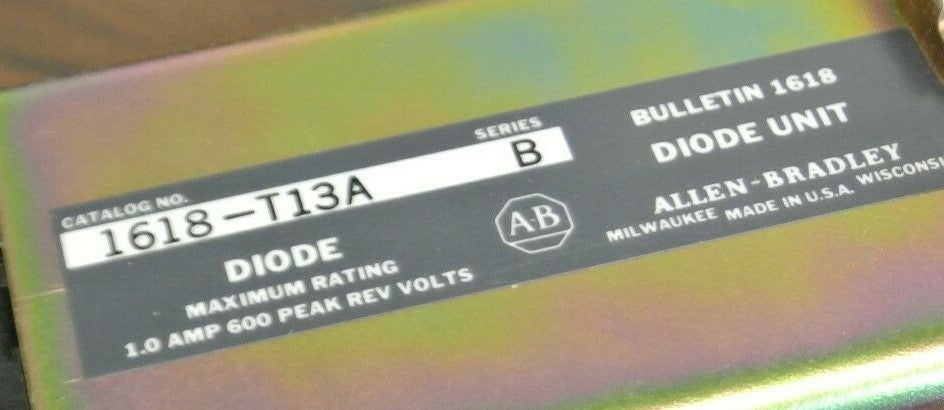 CATALOG NO.
SERIES
1618-T13A
B
DIODE
MAXIMUM RATING
1.0 AMP 600 PEAK REV VOLTS
A-B
BULLETIN 1618
DIODE UNIT
ALLEN-BRADLEY
MILWAUKEE MADE IN U.S.A. WISCONSI